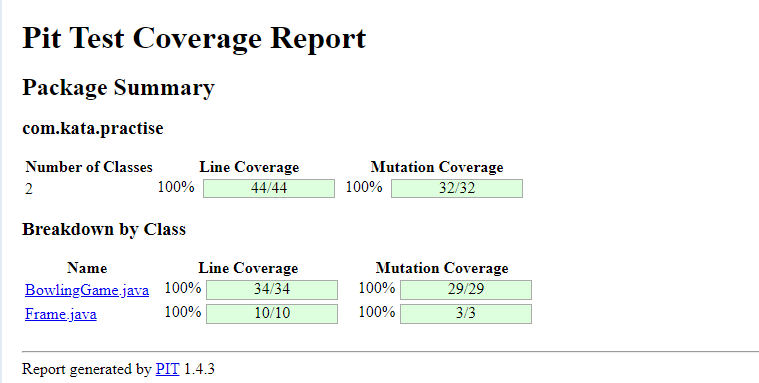 Pit Test Coverage Report
Package Summary
com.kata.practise
Number of Classes Line Coverage Mutation Coverage
2 100% 44/44 100% 32/32
Breakdown by Class
Name Line Coverage Mutation Coverage
BowlingGame.java 100% 34/34 100% 29/29
Frame.java 100% 10/10 100% 3/3
Report generated by PIT 1.4.3